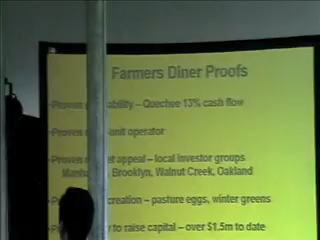 Farmers Diner Proofs
Proven ability – Quechee 13% cash flow
Proven unit operator
Proven appeal – local investor groups
Brooklyn, Walnut Creek, Oakland
creation – pasture eggs, winter greens
to raise capital – over $1.5m to date